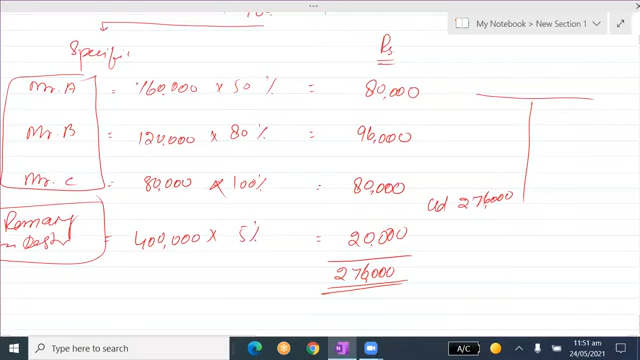 My Notebook > New Section 1
Specific
Rs
Mr. A = 160,000 × 50% = 80,000
Mr. B = 120,000 × 80% = 96,000
Mr. C = 80,000 × 100% = 80,000
c/d 276,000
= 400,000 × 5% = 20,000
276,000
Type here to search
A/C
ENG
11:51 am
24/05/2021